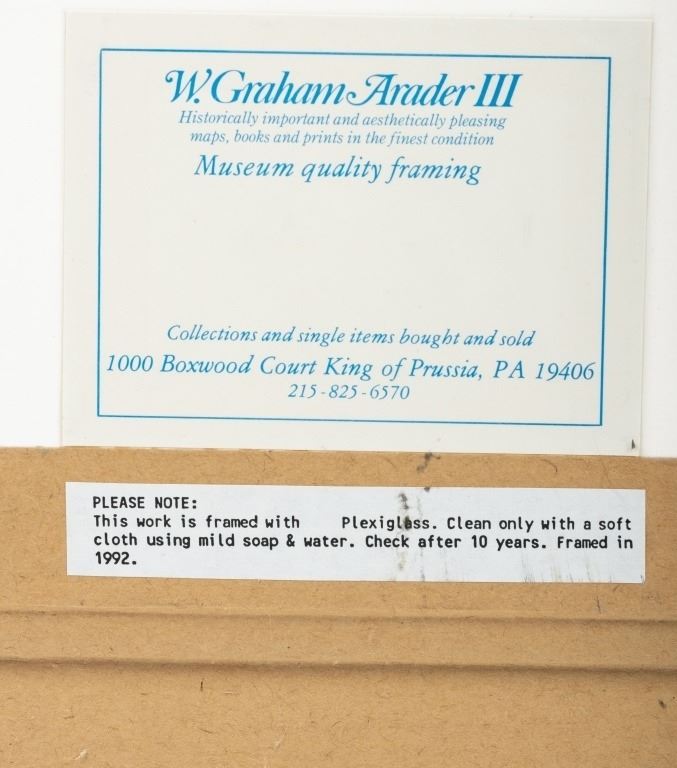 W. Graham Arader III
Historically important and aesthetically pleasing
maps, books and prints in the finest condition
Museum quality framing
Collections and single items bought and sold
1000 Boxwood Court King of Prussia, PA 19406
215-825-6570
PLEASE NOTE:
This work is framed with Plexiglass. Clean only with a soft
cloth using mild soap & water. Check after 10 years. Framed in
1992.